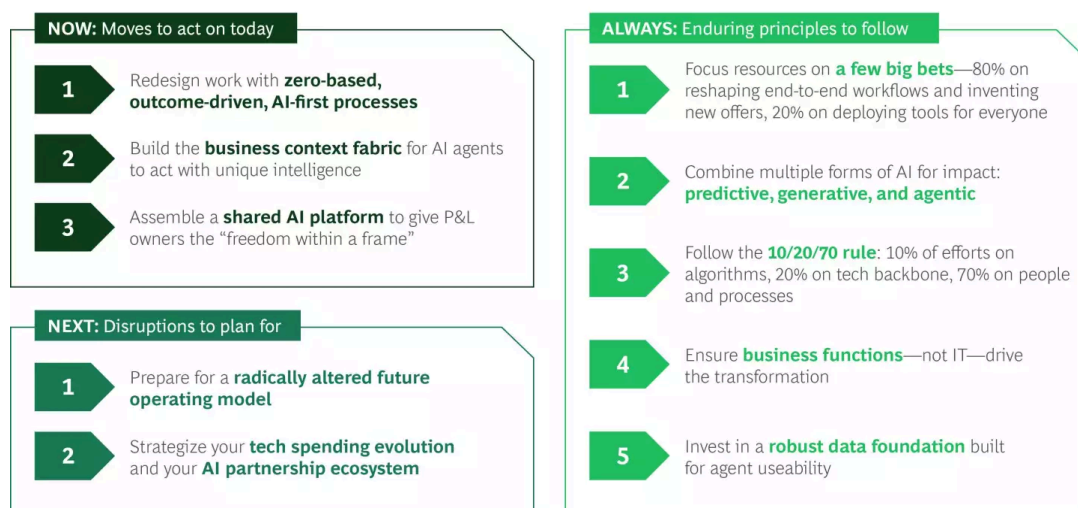 NOW: Moves to act on today
1
Redesign work with zero-based,
outcome-driven, AI-first processes
2
Build the business context fabric for AI agents
to act with unique intelligence
3
Assemble a shared AI platform to give P&L
owners the “freedom within a frame”
NEXT: Disruptions to plan for
1
Prepare for a radically altered future
operating model
2
Strategize your tech spending evolution
and your AI partnership ecosystem
ALWAYS: Enduring principles to follow
1
Focus resources on a few big bets—80% on
reshaping end-to-end workflows and inventing
new offers, 20% on deploying tools for everyone
2
Combine multiple forms of AI for impact:
predictive, generative, and agentic
3
Follow the 10/20/70 rule: 10% of efforts on
algorithms, 20% on tech backbone, 70% on people
and processes
4
Ensure business functions—not IT—drive
the transformation
5
Invest in a robust data foundation built
for agent useability